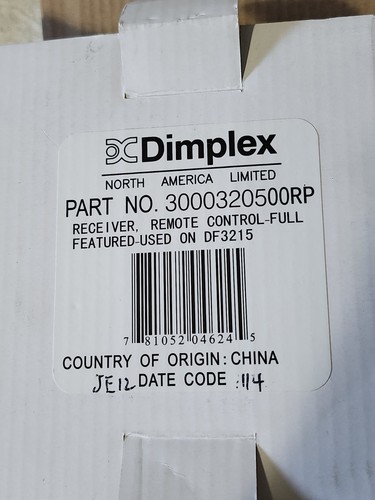 Dimplex
NORTH AMERICA LIMITED
PART NO. 3000320500RP
RECEIVER, REMOTE CONTROL-FULL
FEATURED-USED ON DF3215
7 81052 04624 5
COUNTRY OF ORIGIN: CHINA
JE12 DATE CODE :114